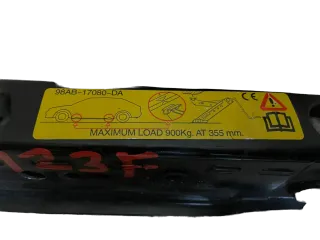 98AB-17080-DA
CE
MAXIMUM LOAD 900Kg. AT 355 mm.